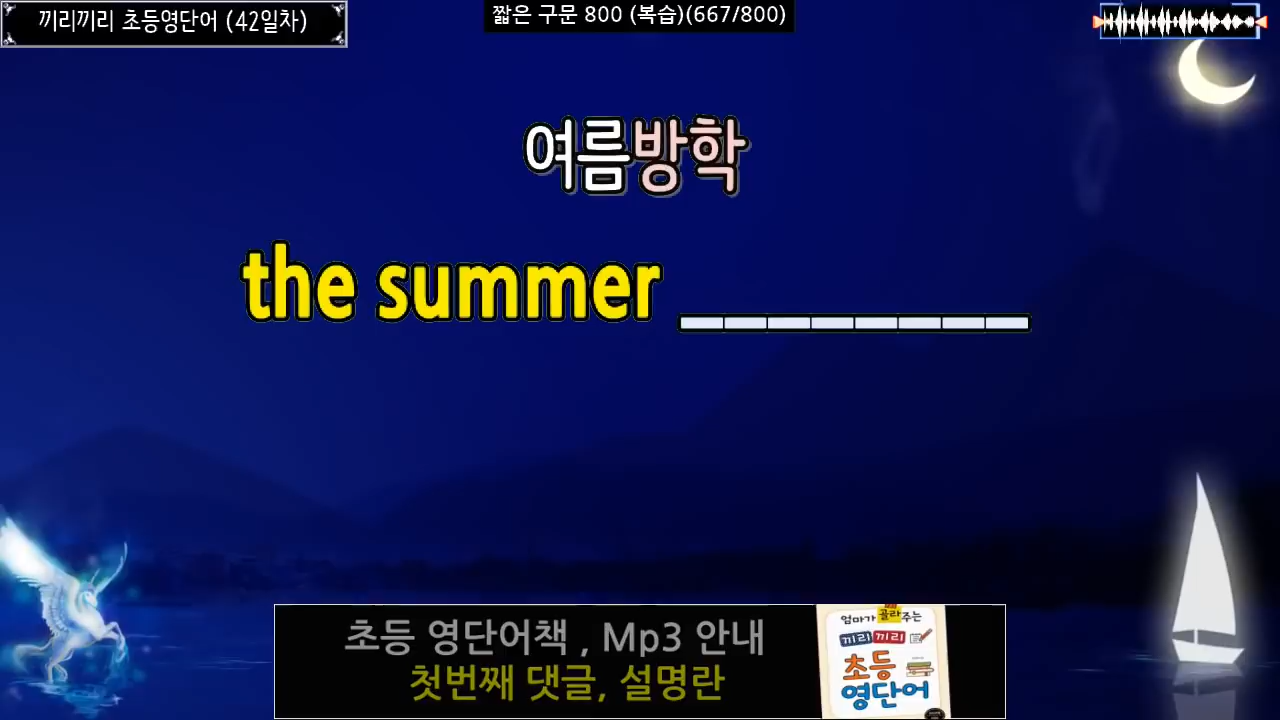 끼리끼리 초등영단어 (42일차)
짧은 구문 800 (복습)(667/800)
여름방학
the summer ________
초등 영단어책 , Mp3 안내
첫번째 댓글, 설명란
엄마가 골라주는
끼리끼리
초등
영단어